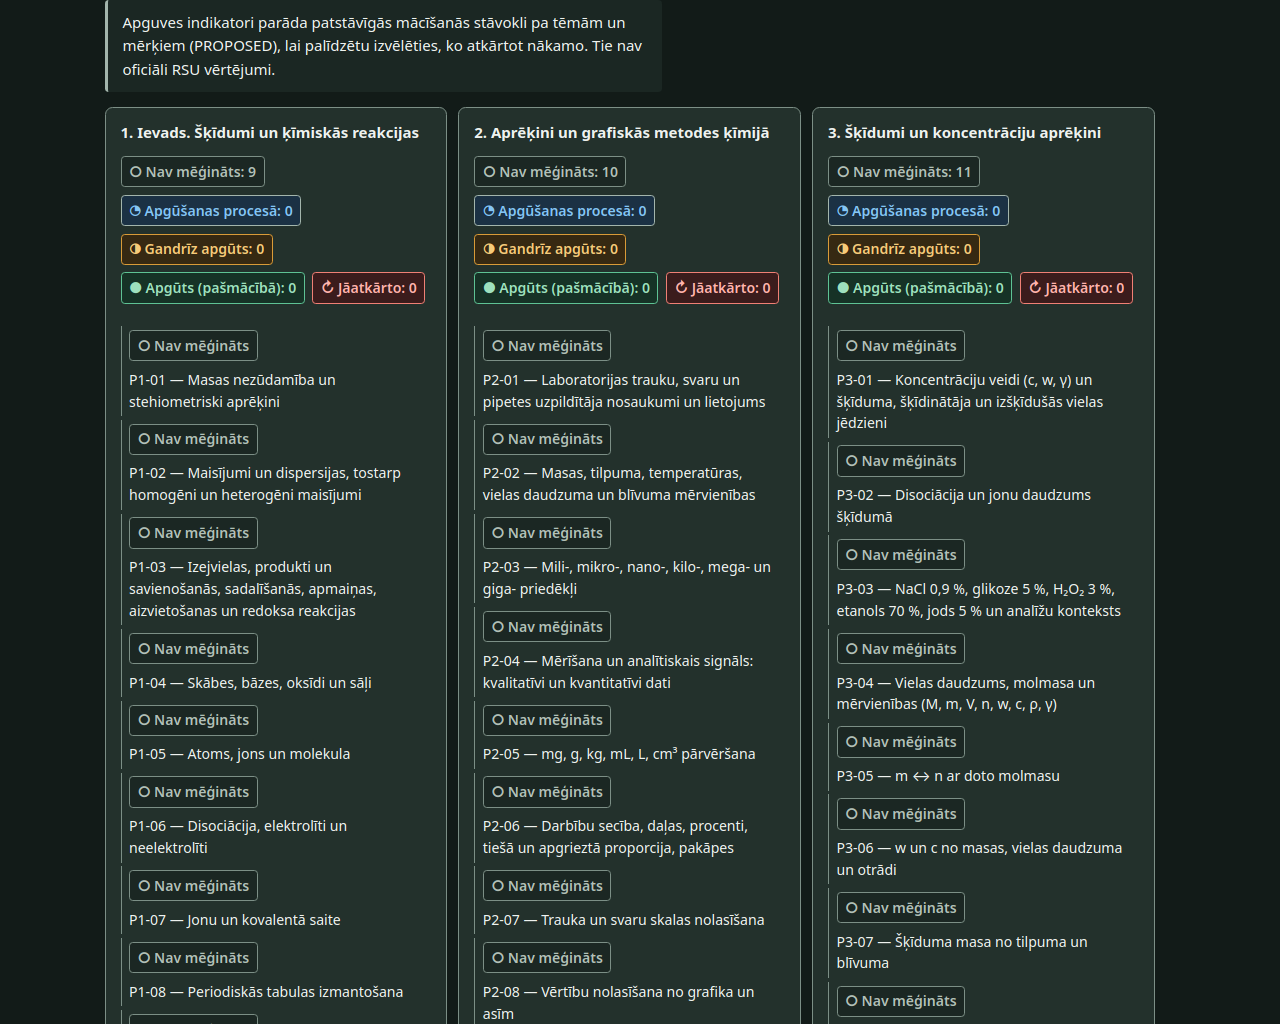 Apguves indikatori parāda patstāvīgās mācīšanās stāvokli pa tēmām un
mērķiem (PROPOSED), lai palīdzētu izvēlēties, ko atkārtot nākamo. Tie nav
oficiāli RSU vērtējumi.
1. Ievads. Šķīdumi un ķīmiskās reakcijas
Nav mēģināts: 9
Apgūšanas procesā: 0
Gandrīz apgūts: 0
Apgūts (pašmācībā): 0
Jāatkārto: 0
Nav mēģināts
P1-01 — Masas nezūdamība un
stehiometriski aprēķini
Nav mēģināts
P1-02 — Maisījumi un dispersijas, tostarp
homogēni un heterogēni maisījumi
Nav mēģināts
P1-03 — Izejvielas, produkti un
savienošanās, sadalīšanās, apmaiņas,
aizvietošanas un redoksa reakcijas
Nav mēģināts
P1-04 — Skābes, bāzes, oksīdi un sāļi
Nav mēģināts
P1-05 — Atoms, jons un molekula
Nav mēģināts
P1-06 — Disociācija, elektrolīti un
neelektrolīti
Nav mēģināts
P1-07 — Jonu un kovalentā saite
Nav mēģināts
P1-08 — Periodiskās tabulas izmantošana
2. Aprēķini un grafiskās metodes ķīmijā
Nav mēģināts: 10
Apgūšanas procesā: 0
Gandrīz apgūts: 0
Apgūts (pašmācībā): 0
Jāatkārto: 0
Nav mēģināts
P2-01 — Laboratorijas trauku, svaru un
pipetes uzpildītāja nosaukumi un lietojums
Nav mēģināts
P2-02 — Masas, tilpuma, temperatūras,
vielas daudzuma un blīvuma mērvienības
Nav mēģināts
P2-03 — Mili-, mikro-, nano-, kilo-, mega- un
giga- priedēkļi
Nav mēģināts
P2-04 — Mērīšana un analītiskais signāls:
kvalitatīvi un kvantitatīvi dati
Nav mēģināts
P2-05 — mg, g, kg, mL, L, cm³ pārvēršana
Nav mēģināts
P2-06 — Darbību secība, daļas, procenti,
tiešā un apgrieztā proporcija, pakāpes
Nav mēģināts
P2-07 — Trauka un svaru skalas nolasīšana
Nav mēģināts
P2-08 — Vērtību nolasīšana no grafika un
asīm
3. Šķīdumi un koncentrāciju aprēķini
Nav mēģināts: 11
Apgūšanas procesā: 0
Gandrīz apgūts: 0
Apgūts (pašmācībā): 0
Jāatkārto: 0
Nav mēģināts
P3-01 — Koncentrāciju veidi (c, w, γ) un
šķīduma, šķīdinātāja un izšķīdušās vielas
jēdzieni
Nav mēģināts
P3-02 — Disociācija un jonu daudzums
šķīdumā
Nav mēģināts
P3-03 — NaCl 0,9 %, glikoze 5 %, H₂O₂ 3 %,
etanols 70 %, jods 5 % un analīžu konteksts
Nav mēģināts
P3-04 — Vielas daudzums, molmasa un
mērvienības (M, m, V, n, w, c, ρ, γ)
Nav mēģināts
P3-05 — m ↔ n ar doto molmasu
Nav mēģināts
P3-06 — w un c no masas, vielas daudzuma
un otrādi
Nav mēģināts
P3-07 — Šķīduma masa no tilpuma un
blīvuma
Nav mēģināts